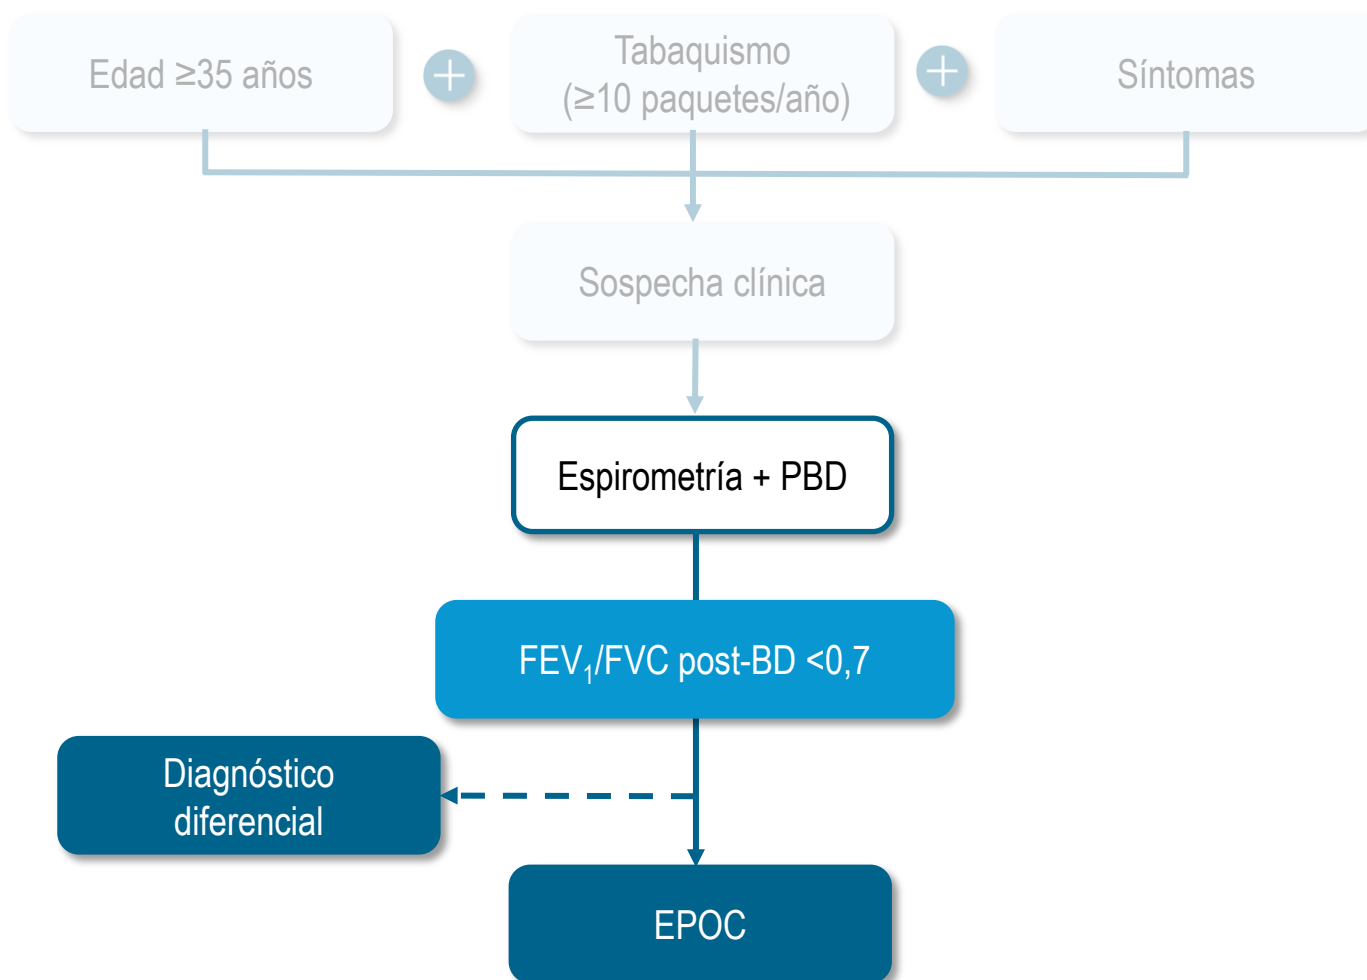 Edad ≥35 años
Tabaquismo
(≥10 paquetes/año)
Síntomas
Sospecha clínica
Espirometría + PBD
FEV₁/FVC post-BD <0,7
Diagnóstico
diferencial
EPOC